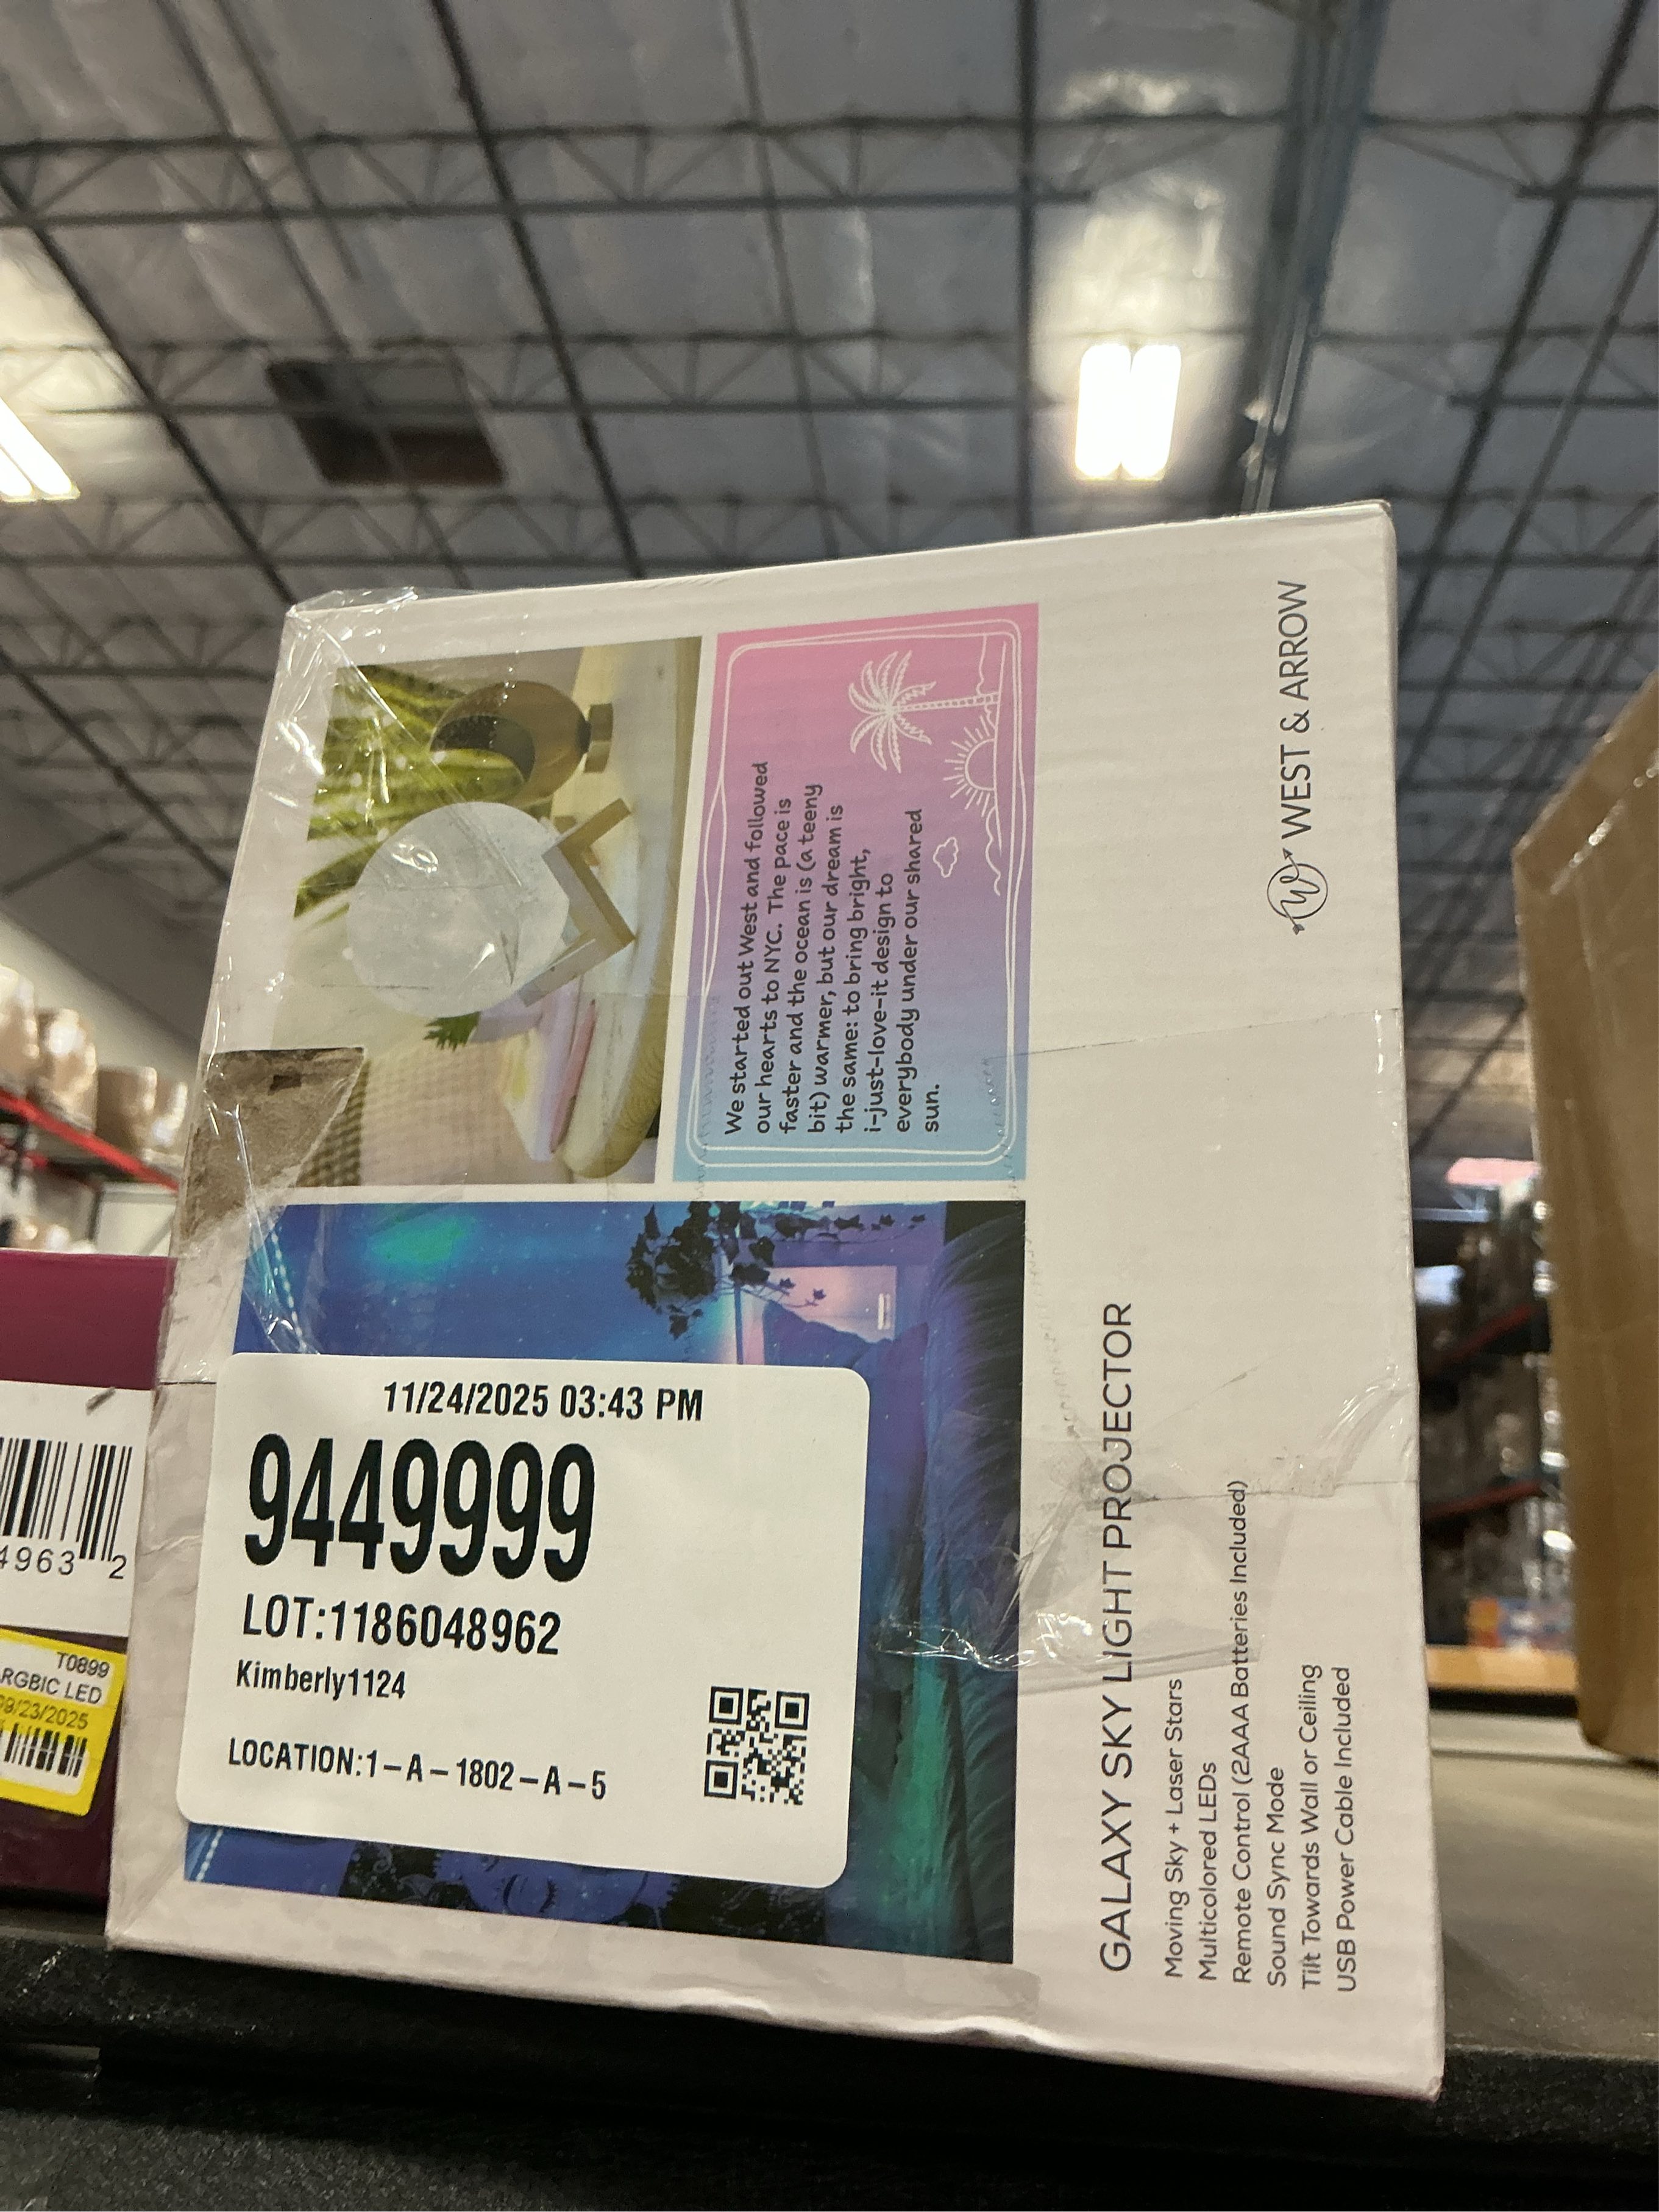 We started out West and followed
our hearts to NYC. The pace is
faster and the ocean is (a teeny
bit) warmer, but our dream is
the same: to bring bright,
i-just-love-it design to
everybody under our shared
sun.
W WEST & ARROW
GALAXY SKY LIGHT PROJECTOR
Moving Sky + Laser Stars
Multicolored LEDs
Remote Control (2AAA Batteries Included)
Sound Sync Mode
Tilt Towards Wall or Ceiling
USB Power Cable Included
11/24/2025 03:43 PM
9449999
LOT:1186048962
Kimberly1124
LOCATION:1-A-1802-A-5
4963 2
T0899
RGBIC LED
09/23/2025